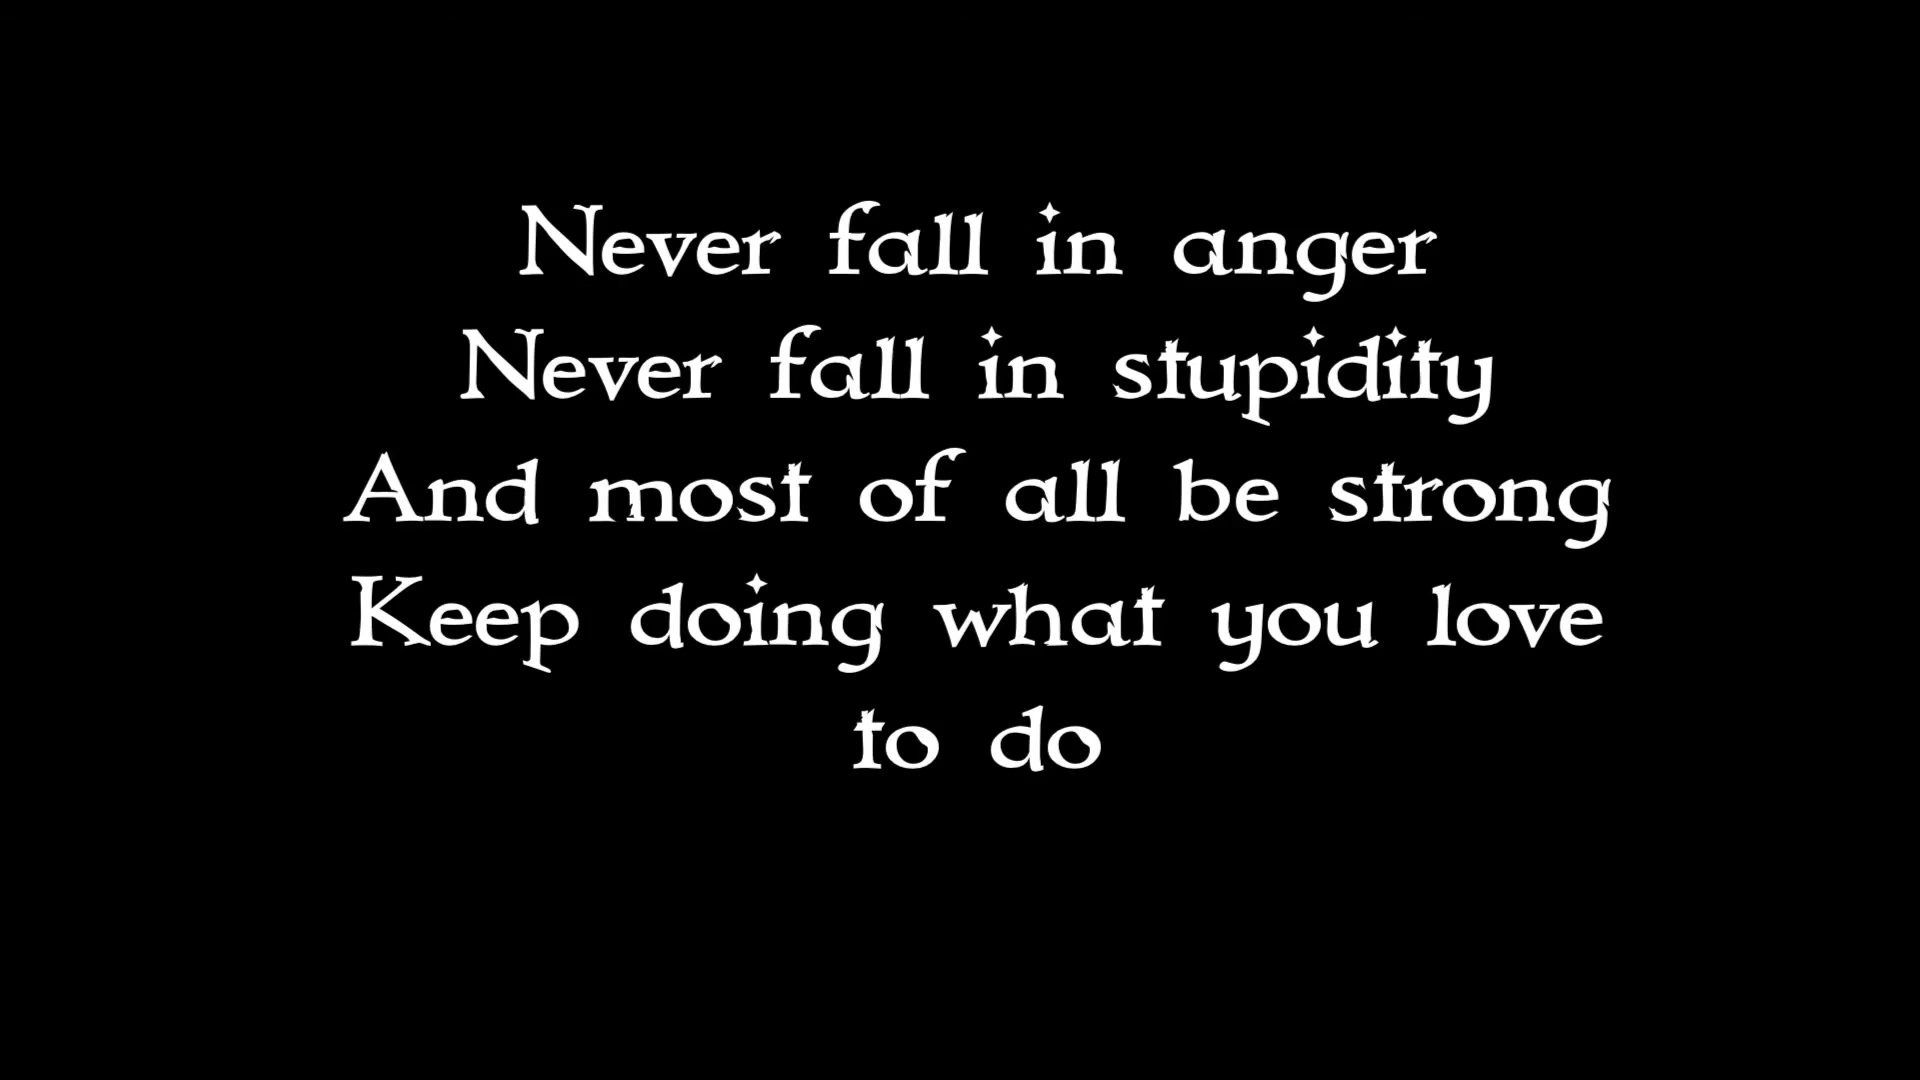 Never fall in anger
Never fall in stupidity
And most of all be strong
Keep doing what you love
to do